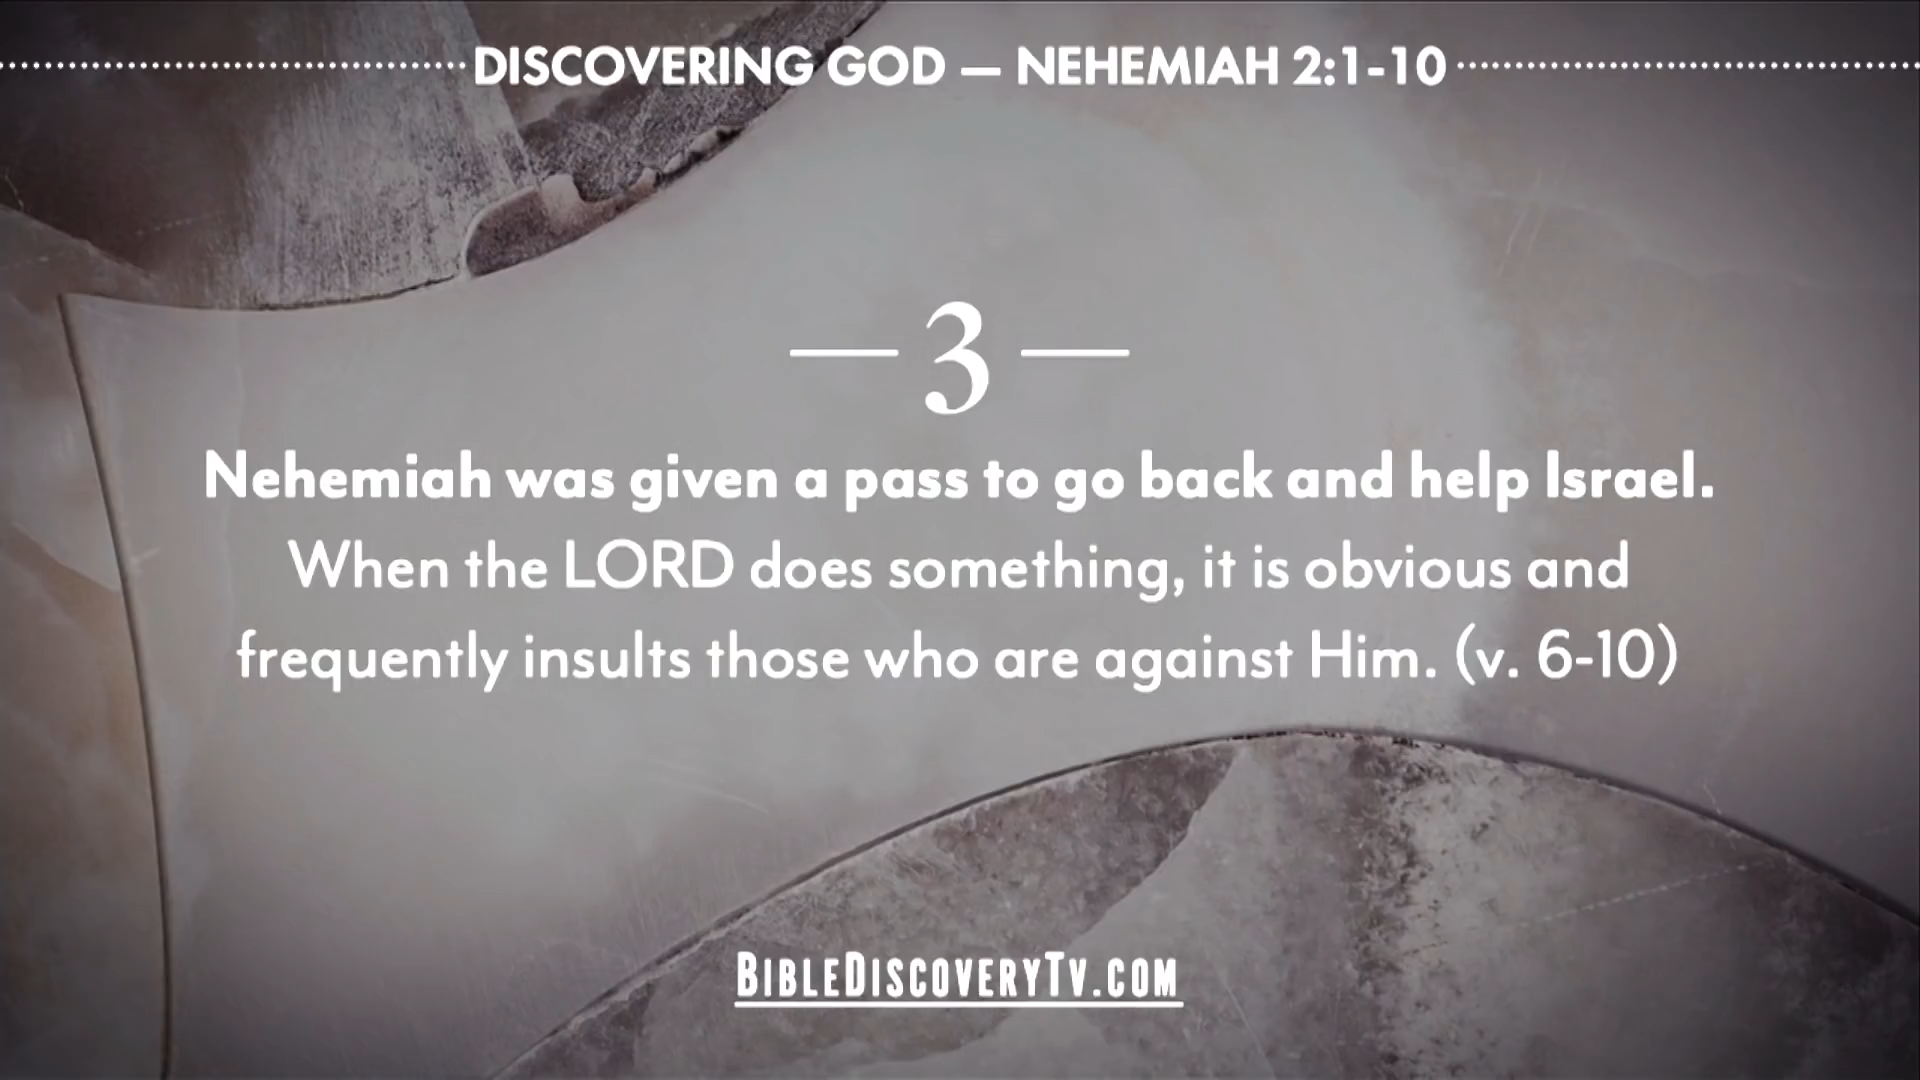 DISCOVERING GOD — NEHEMIAH 2:1-10
— 3 —
Nehemiah was given a pass to go back and help Israel.
When the LORD does something, it is obvious and
frequently insults those who are against Him. (v. 6-10)
BIBLEDISCOVERYTV.COM